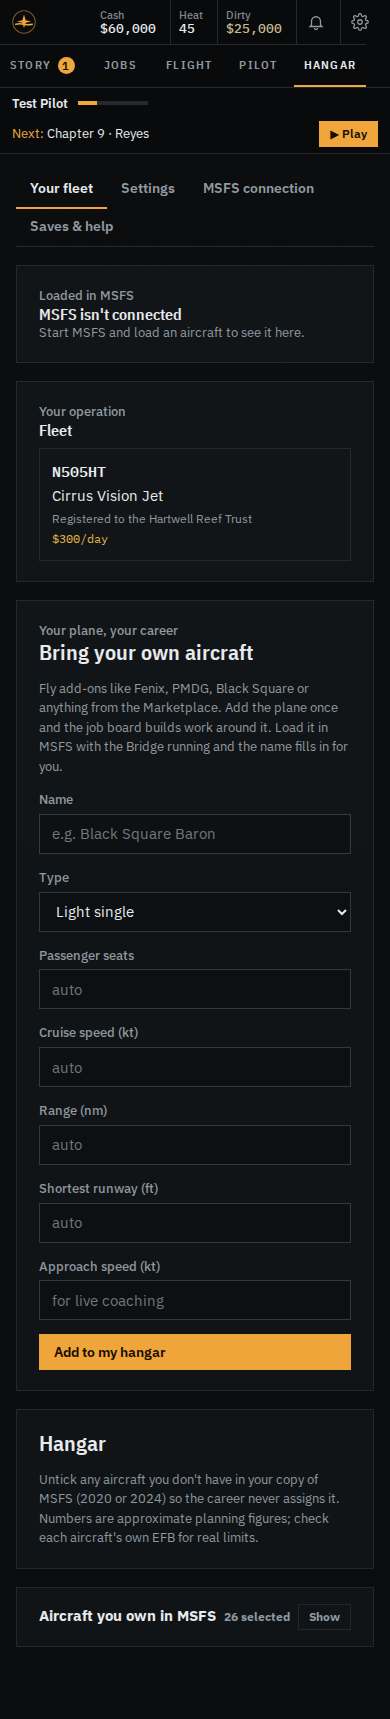 Cash
$60,000
Heat
45
Dirty
$25,000
STORY 1 JOBS FLIGHT PILOT HANGAR
Test Pilot
Next: Chapter 9 · Reyes
▶ Play
Your fleet Settings MSFS connection
Saves & help
Loaded in MSFS
MSFS isn't connected
Start MSFS and load an aircraft to see it here.
Your operation
Fleet
N505HT
Cirrus Vision Jet
Registered to the Hartwell Reef Trust
$300/day
Your plane, your career
Bring your own aircraft
Fly add-ons like Fenix, PMDG, Black Square or
anything from the Marketplace. Add the plane once
and the job board builds work around it. Load it in
MSFS with the Bridge running and the name fills in for
you.
Name
e.g. Black Square Baron
Type
Light single
Passenger seats
auto
Cruise speed (kt)
auto
Range (nm)
auto
Shortest runway (ft)
auto
Approach speed (kt)
for live coaching
Add to my hangar
Hangar
Untick any aircraft you don't have in your copy of
MSFS (2020 or 2024) so the career never assigns it.
Numbers are approximate planning figures; check
each aircraft's own EFB for real limits.
Aircraft you own in MSFS 26 selected Show